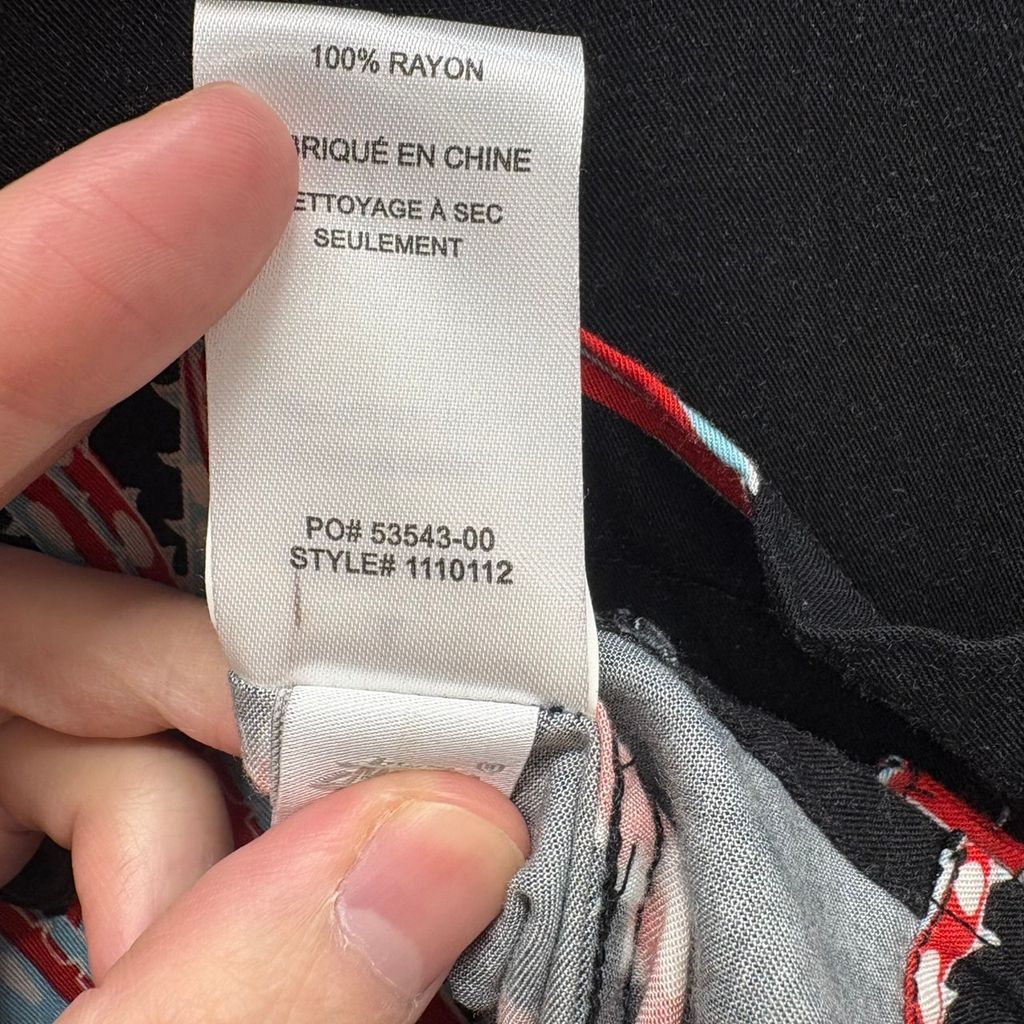 100% RAYON
BRIQUÉ EN CHINE
ETTOYAGE À SEC
SEULEMENT
PO# 53543-00
STYLE# 1110112